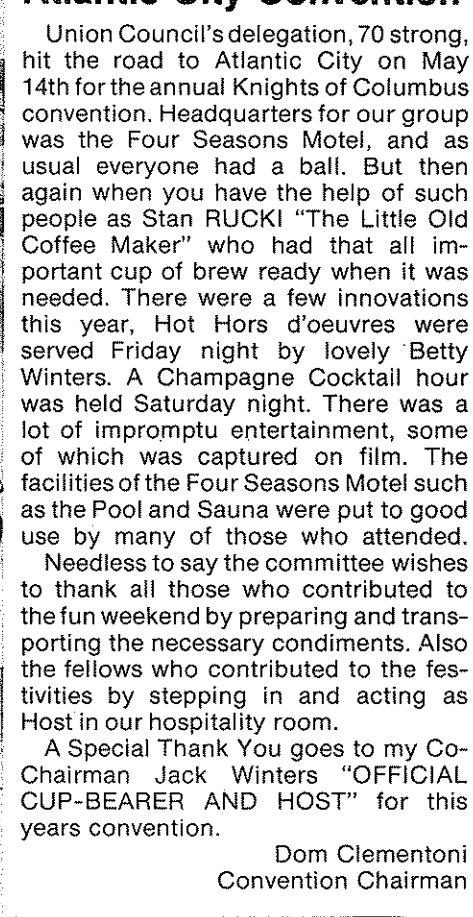 Atlantic City Convention
Union Council's delegation, 70 strong,
hit the road to Atlantic City on May
14th for the annual Knights of Columbus
convention. Headquarters for our group
was the Four Seasons Motel, and as
usual everyone had a ball. But then
again when you have the help of such
people as Stan RUCKI "The Little Old
Coffee Maker" who had that all im-
portant cup of brew ready when it was
needed. There were a few innovations
this year, Hot Hors d'oeuvres were
served Friday night by lovely Betty
Winters. A Champagne Cocktail hour
was held Saturday night. There was a
lot of impromptu entertainment, some
of which was captured on film. The
facilities of the Four Seasons Motel such
as the Pool and Sauna were put to good
use by many of those who attended.
Needless to say the committee wishes
to thank all those who contributed to
the fun weekend by preparing and trans-
porting the necessary condiments. Also
the fellows who contributed to the fes-
tivities by stepping in and acting as
Host in our hospitality room.
A Special Thank You goes to my Co-
Chairman Jack Winters "OFFICIAL
CUP-BEARER AND HOST" for this
years convention.
Dom Clementoni
Convention Chairman